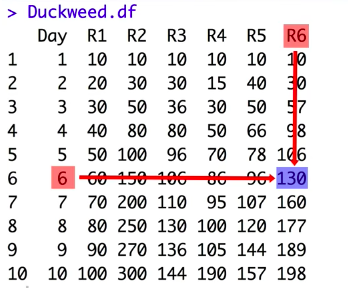 > Duckweed.df
Day R1 R2 R3 R4 R5 R6
1 1 10 10 10 10 10 10
2 2 20 30 30 15 40 30
3 3 30 50 36 30 50 57
4 4 40 80 80 50 66 98
5 5 50 100 96 70 78 106
6 6 60 150 106 86 96 130
7 7 70 200 110 95 107 160
8 8 80 250 130 100 120 177
9 9 90 270 136 105 144 189
10 10 100 300 144 190 157 198